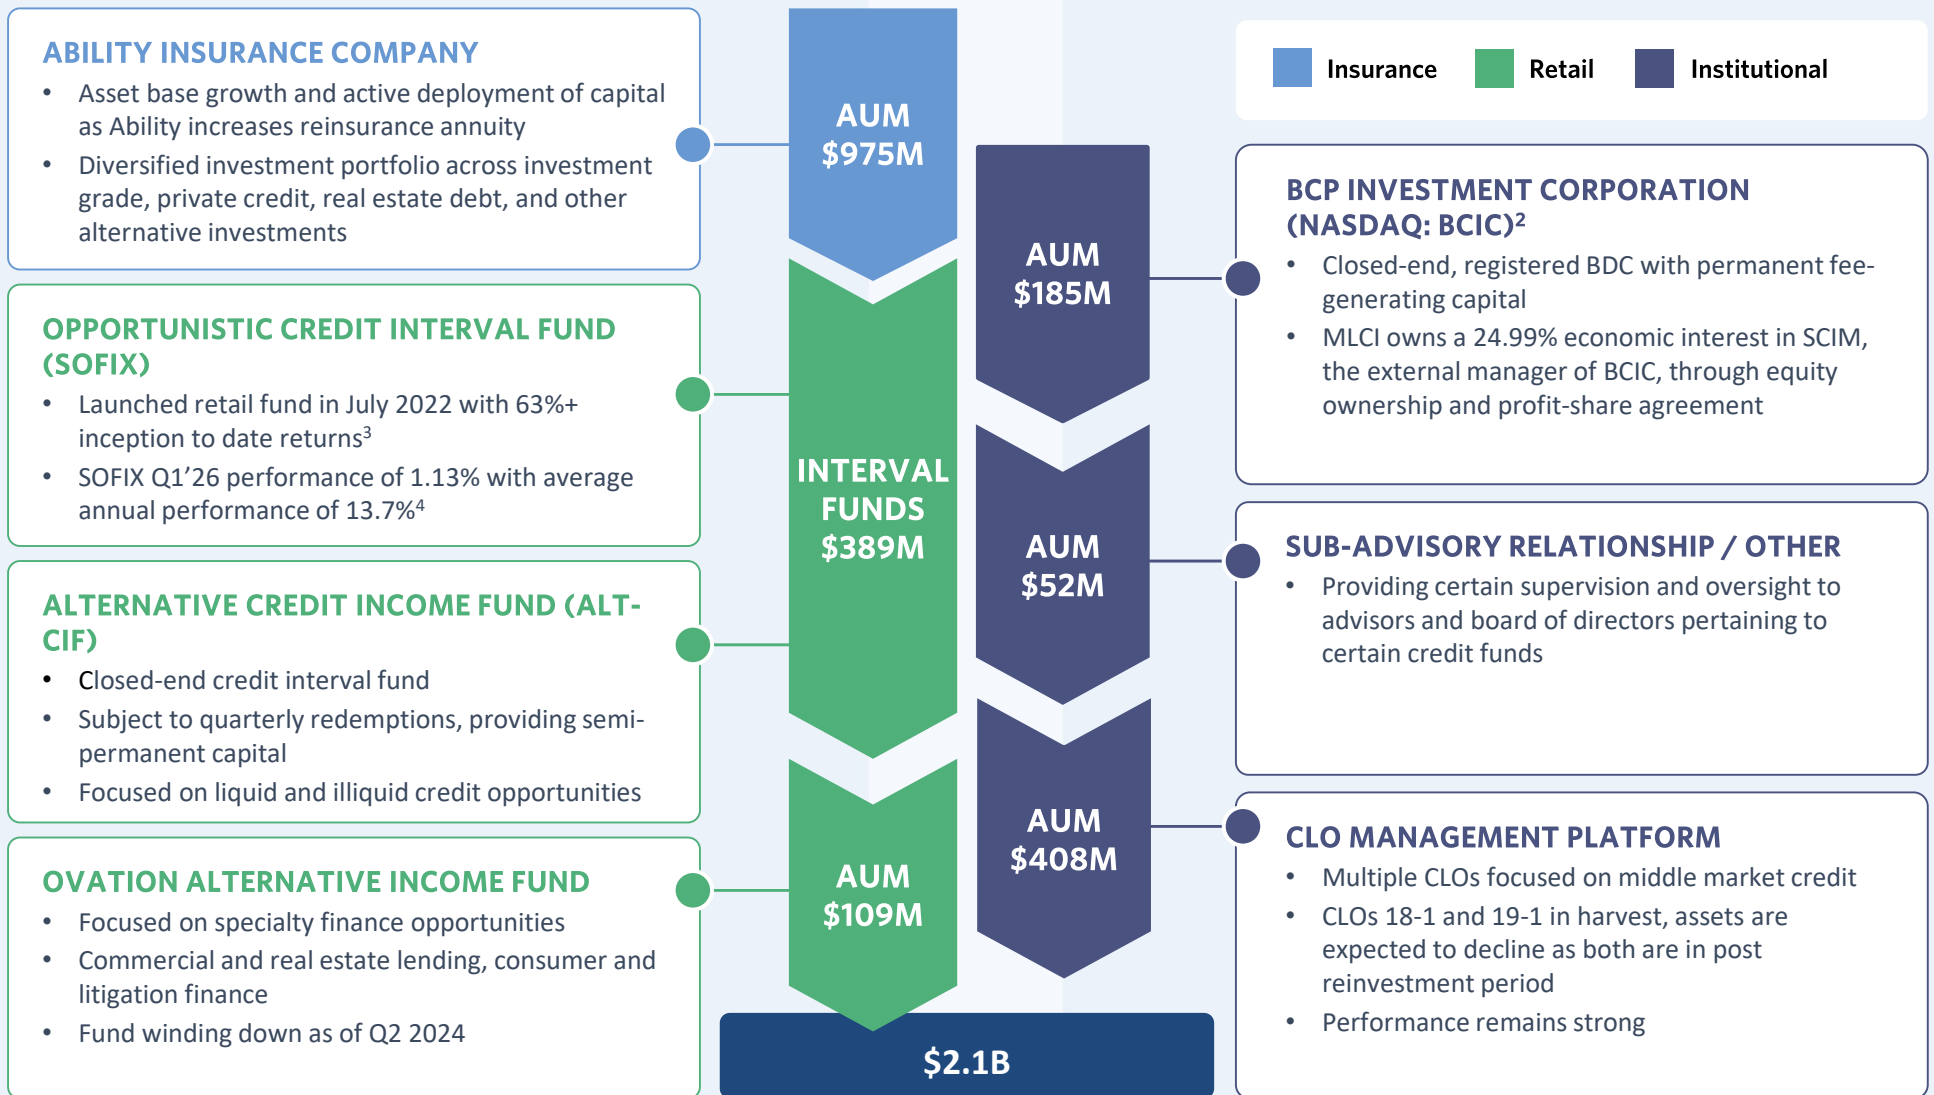 ABILITY INSURANCE COMPANY
• Asset base growth and active deployment of capital
as Ability increases reinsurance annuity
• Diversified investment portfolio across investment
grade, private credit, real estate debt, and other
alternative investments
OPPORTUNISTIC CREDIT INTERVAL FUND
(SOFIX)
• Launched retail fund in July 2022 with 63%+
inception to date returns³
• SOFIX Q1’26 performance of 1.13% with average
annual performance of 13.7%⁴
ALTERNATIVE CREDIT INCOME FUND (ALT-
CIF)
• Closed-end credit interval fund
• Subject to quarterly redemptions, providing semi-
permanent capital
• Focused on liquid and illiquid credit opportunities
OVATION ALTERNATIVE INCOME FUND
• Focused on specialty finance opportunities
• Commercial and real estate lending, consumer and
litigation finance
• Fund winding down as of Q2 2024
AUM
$975M
INTERVAL
FUNDS
$389M
AUM
$109M
AUM
$185M
AUM
$52M
AUM
$408M
$2.1B
Insurance
Retail
Institutional
BCP INVESTMENT CORPORATION
(NASDAQ: BCIC)²
• Closed-end, registered BDC with permanent fee-
generating capital
• MLCI owns a 24.99% economic interest in SCIM,
the external manager of BCIC, through equity
ownership and profit-share agreement
SUB-ADVISORY RELATIONSHIP / OTHER
• Providing certain supervision and oversight to
advisors and board of directors pertaining to
certain credit funds
CLO MANAGEMENT PLATFORM
• Multiple CLOs focused on middle market credit
• CLOs 18-1 and 19-1 in harvest, assets are
expected to decline as both are in post
reinvestment period
• Performance remains strong